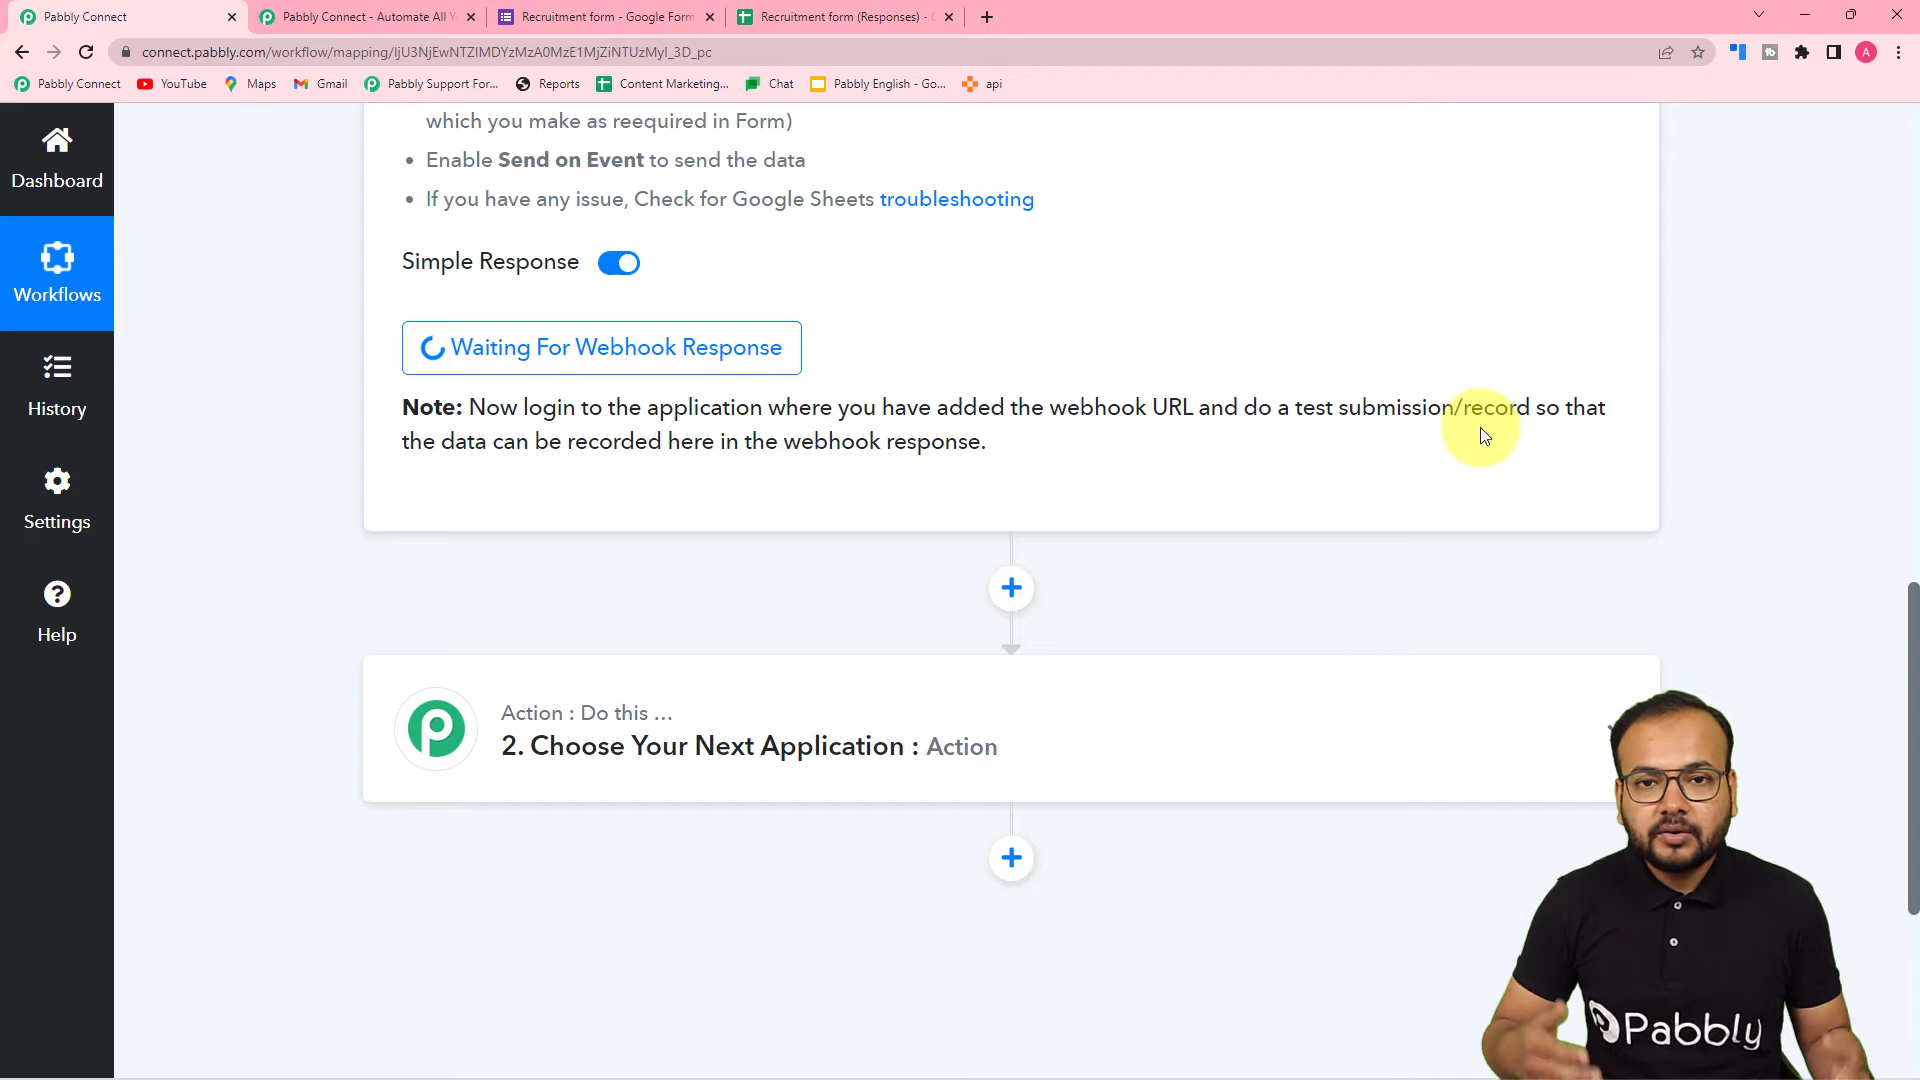 Pabbly Connect
Pabbly Connect - Automate All Y
Recruitment form - Google Form
Recruitment form (Responses) -
connect.pabbly.com/workflow/mapping/IjU3NjEwNTZlMDYzMzA0MzE1MjZiNTUzMyI_3D_pc
Pabbly Connect
YouTube
Maps
Gmail
Pabbly Support For...
Reports
Content Marketing...
Chat
Pabbly English - Go...
api
A
Dashboard
Workflows
History
Settings
Help
which you make as reequired in Form)
Enable Send on Event to send the data
If you have any issue, Check for Google Sheets troubleshooting
Simple Response
Waiting For Webhook Response
Note: Now login to the application where you have added the webhook URL and do a test submission/record so that
the data can be recorded here in the webhook response.
Action : Do this ...
2. Choose Your Next Application : Action
Pabbly